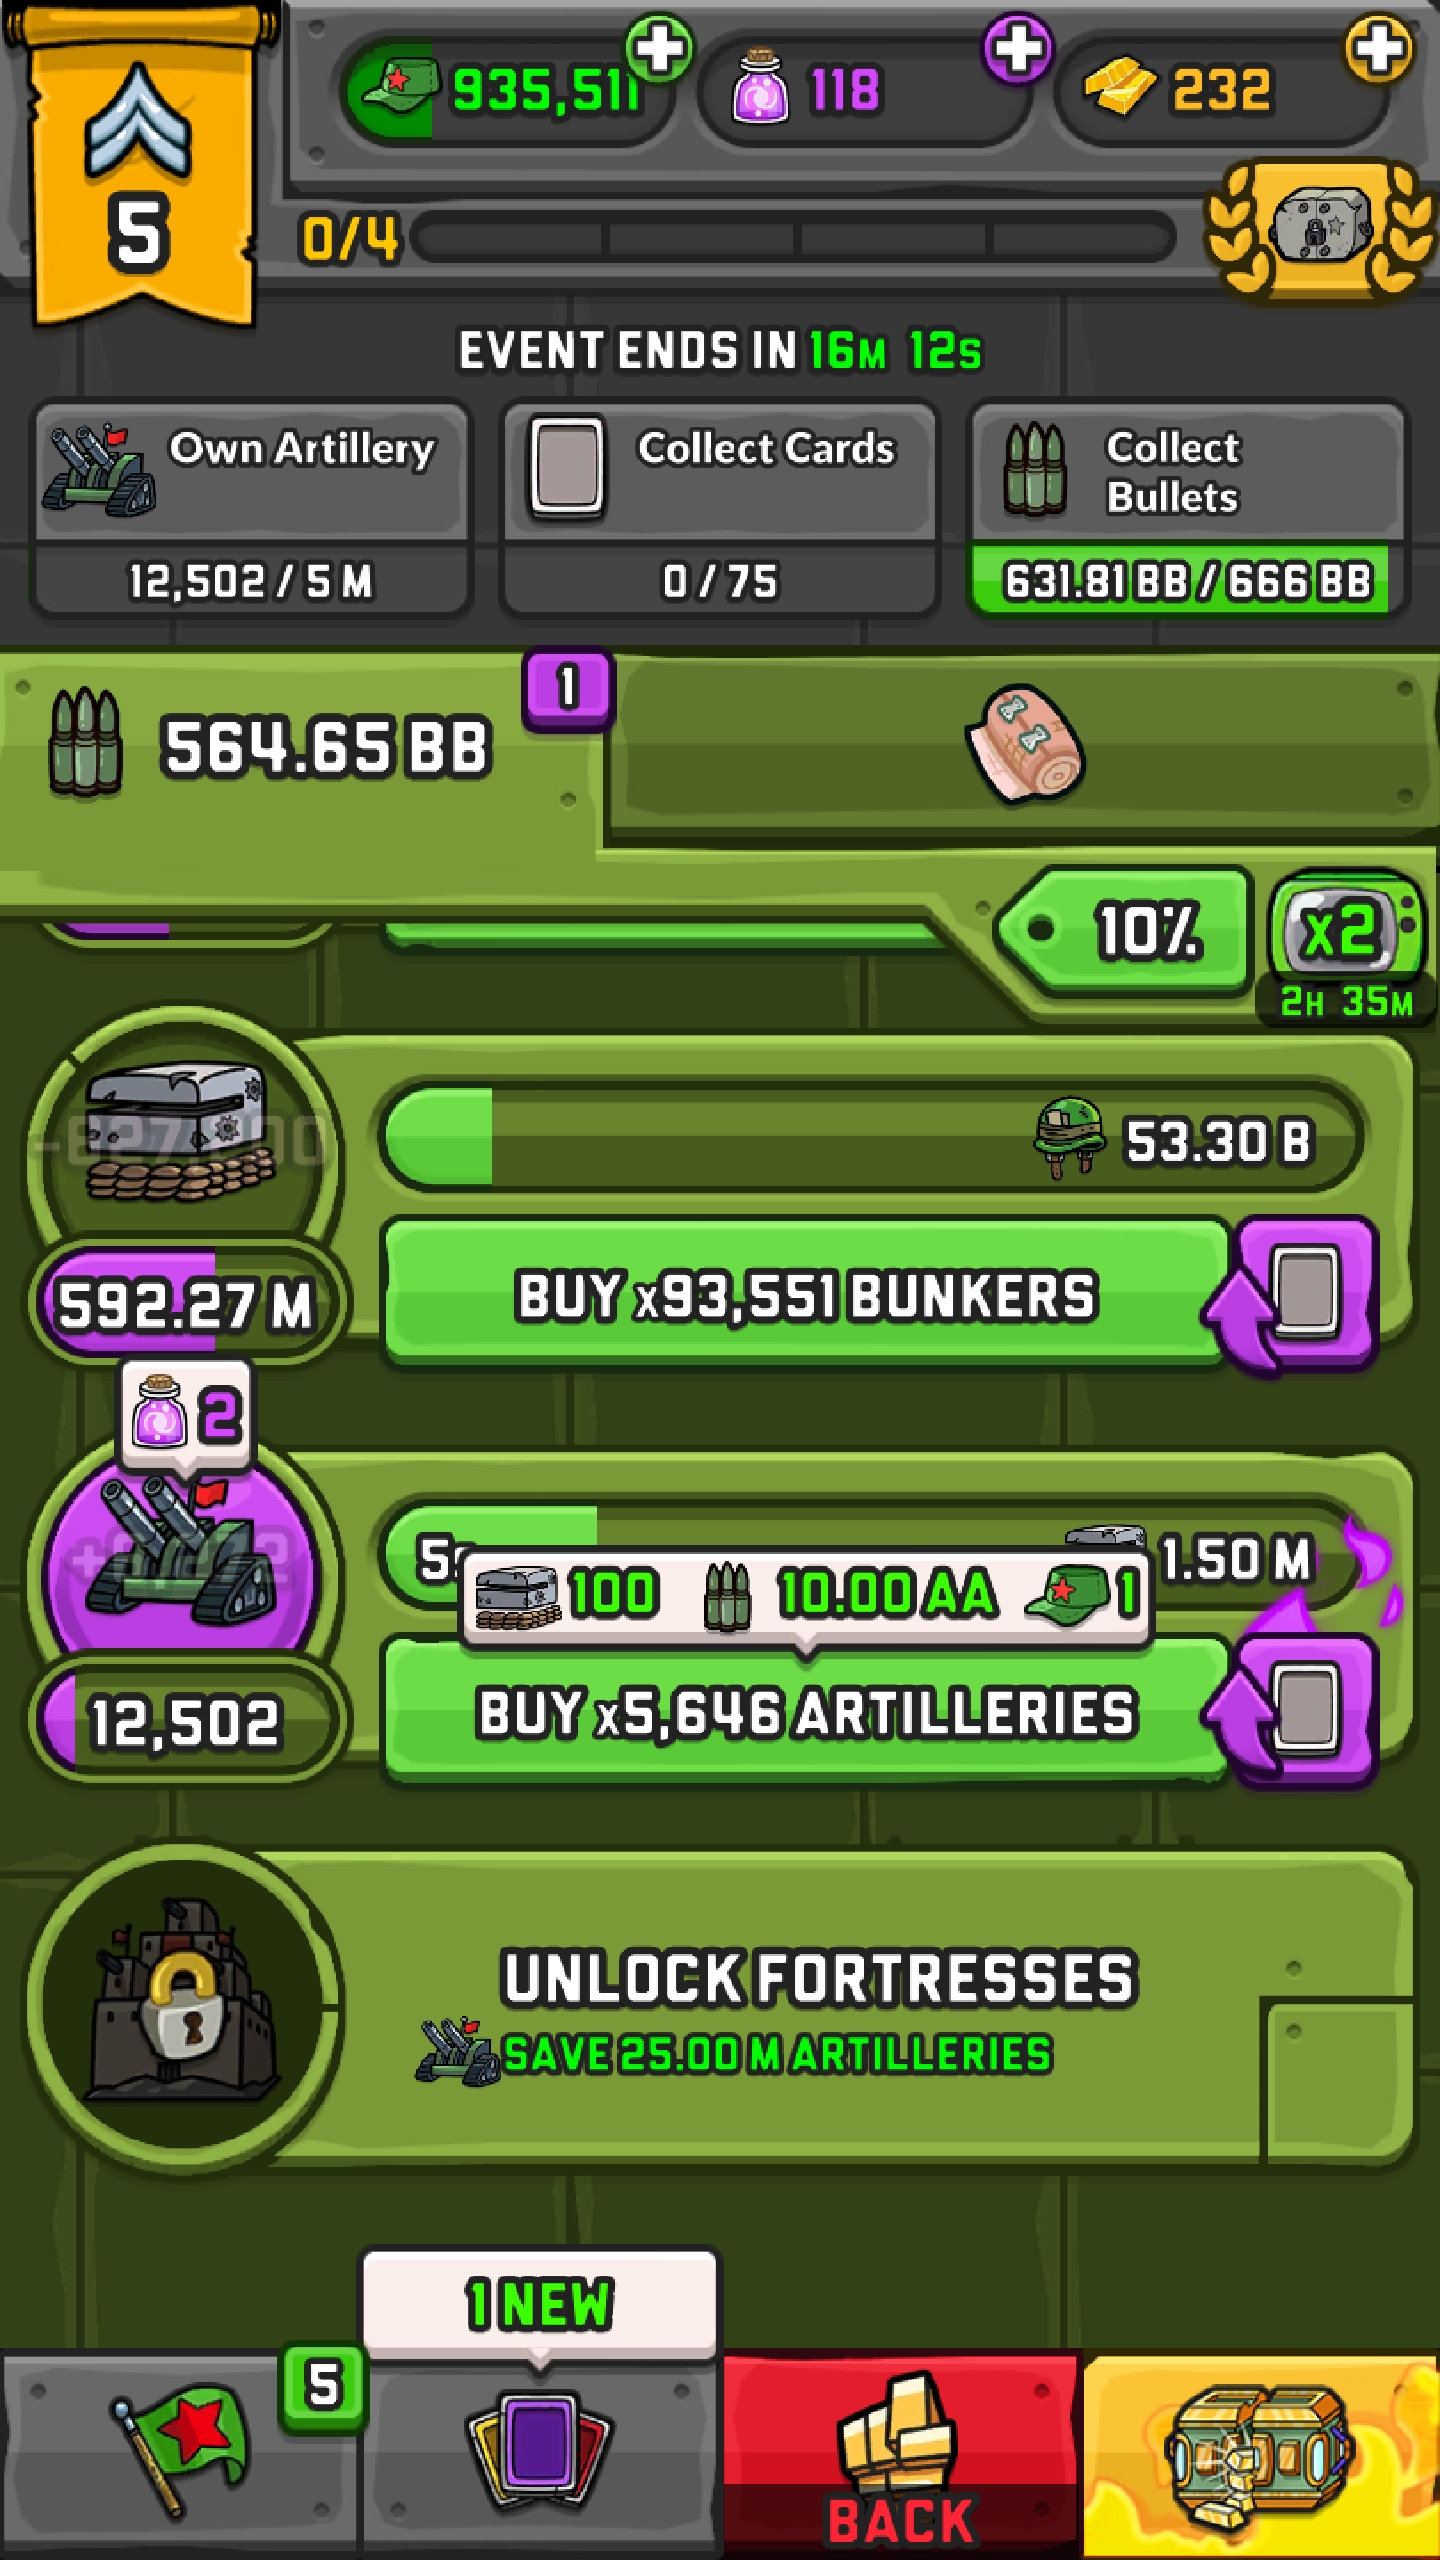 935,511
118
232
5
0/4
EVENT ENDS IN 16M 12S
Own Artillery
12,502 / 5 M
Collect Cards
0 / 75
Collect
Bullets
631.81 BB / 666 BB
564.65 BB
1
10%
x2
2H 35M
53.30 B
592.27 M
BUY x93,551 BUNKERS
2
1.50 M
100
10.00 AA
1
12,502
BUY x5,646 ARTILLERIES
UNLOCK FORTRESSES
SAVE 25.00 M ARTILLERIES
1 NEW
5
BACK